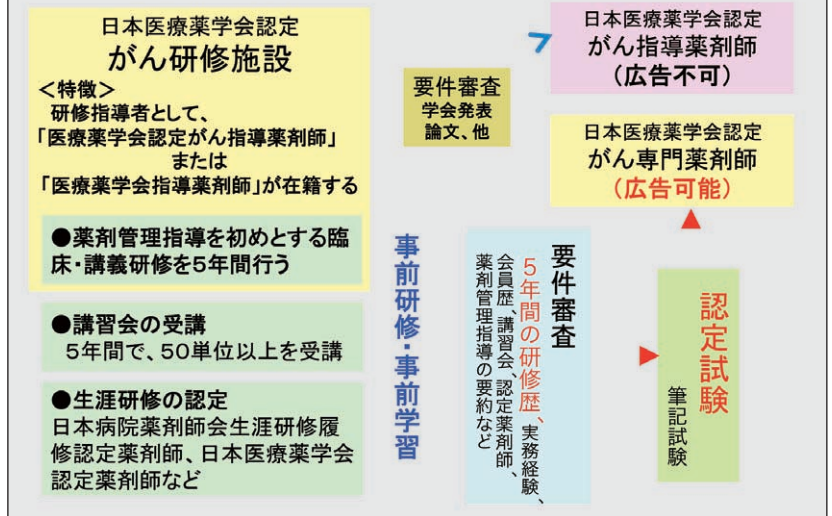 日本医療薬学会認定
がん研修施設
＜特徴＞
研修指導者として、
「医療薬学会認定がん指導薬剤師」
または
「医療薬学会指導薬剤師」が在籍する
●薬剤管理指導を初めとする臨
床・講義研修を5年間行う
●講習会の受講
5年間で、50単位以上を受講
●生涯研修の認定
日本病院薬剤師会生涯研修履
修認定薬剤師、日本医療薬学会
認定薬剤師など
事前研修・事前学習
要件審査
学会発表
論文、他
要件審査
5年間の研修歴、実務経験、
会員歴、講習会、認定薬剤師、
薬剤管理指導の要約など
認定試験
筆記試験
日本医療薬学会認定
がん指導薬剤師
（広告不可）
日本医療薬学会認定
がん専門薬剤師
（広告可能）